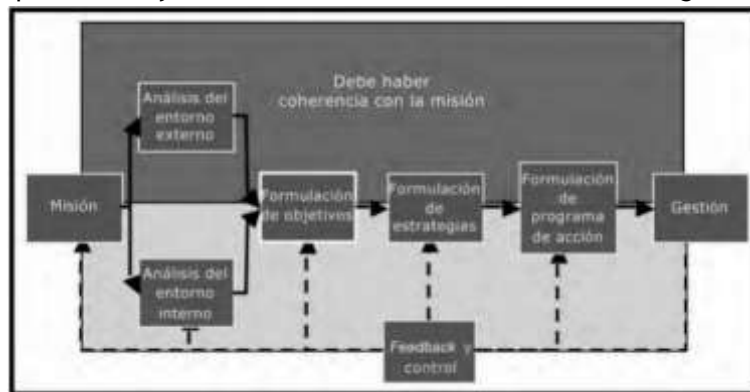 Debe haber
coherencia con la misión
Análisis del
entorno
externo
Misión
Formulación
de objetivos
Formulación
de
estrategias
Formulación
de
programa
de acción
Gestión
Análisis del
entorno
interno
Feedback y
control